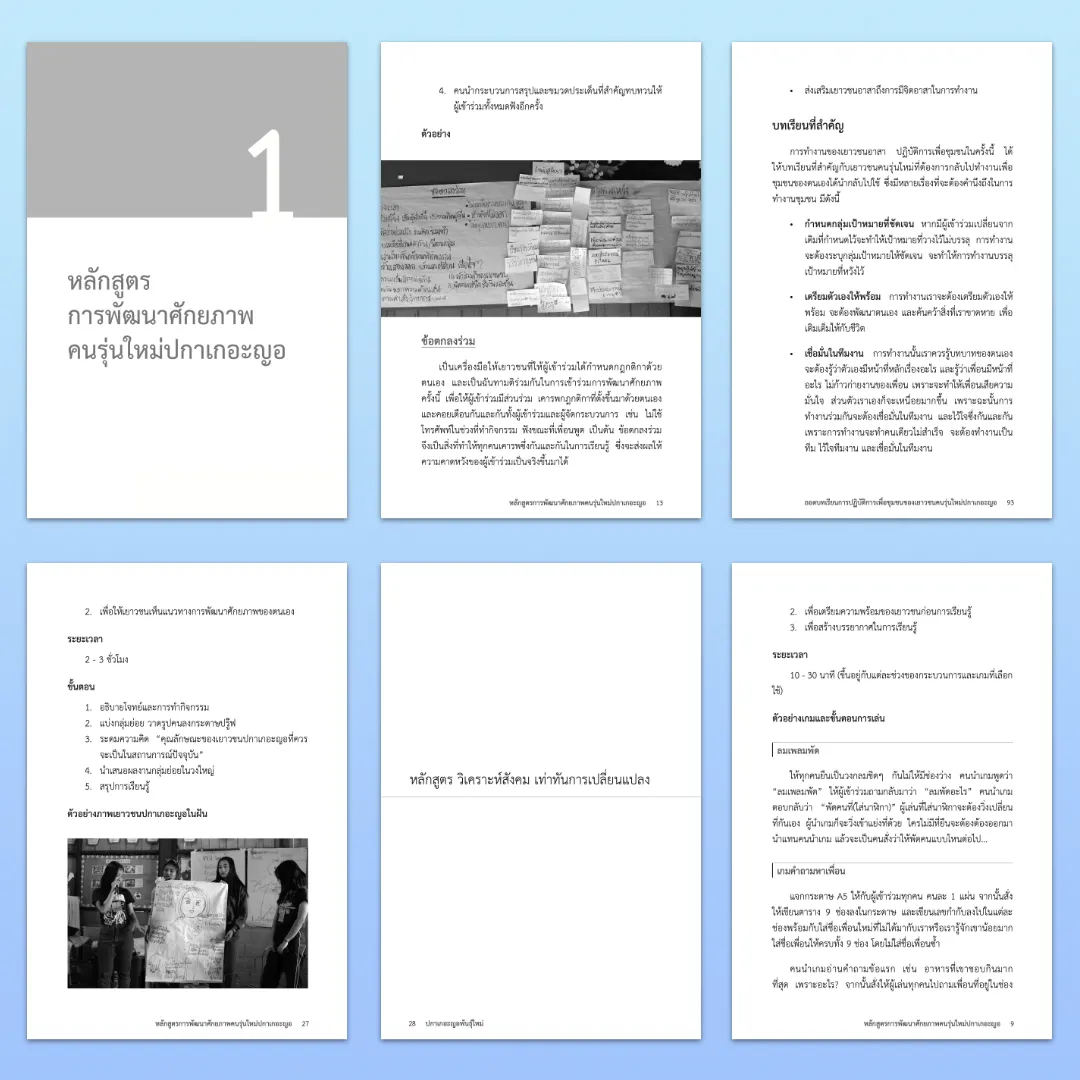 1
หลักสูตร
การพัฒนาศักยภาพ
คนรุ่นใหม่ปกาเกอะญอ
4. คนนำกระบวนการสรุปและขมวดประเด็นที่สำคัญทบทวนให้
ผู้เข้าร่วมทั้งหมดฟังอีกครั้ง
ตัวอย่าง
ข้อตกลงร่วม
เป็นเครื่องมือให้เยาวชนที่ให้ผู้เข้าร่วมได้กำหนดกฎกติกาด้วย
ตนเอง และเป็นฉันทามติร่วมกันในการเข้าร่วมการพัฒนาศักยภาพ
ครั้งนี้ เพื่อให้ผู้เข้าร่วมมีส่วนร่วม เคารพกฎกติกาที่ตั้งขึ้นมาด้วยตนเอง
และคอยเตือนกันและกันทั้งผู้เข้าร่วมและผู้จัดกระบวนการ เช่น ไม่ใช้
โทรศัพท์ในช่วงที่ทำกิจกรรม ฟังขณะที่เพื่อนพูด เป็นต้น ข้อตกลงร่วม
จึงเป็นสิ่งที่ทำให้ทุกคนเคารพซึ่งกันและกันในการเรียนรู้ ซึ่งจะส่งผลให้
ความคาดหวังของผู้เข้าร่วมเป็นจริงขึ้นมาได้
หลักสูตรการพัฒนาศักยภาพคนรุ่นใหม่ปกาเกอะญอ 13
• ส่งเสริมเยาวชนอาสาถึงการมีจิตอาสาในการทำงาน
บทเรียนที่สำคัญ
การทำงานของเยาวชนอาสา ปฏิบัติการเพื่อชุมชนในครั้งนี้ ได้
ให้บทเรียนที่สำคัญกับเยาวชนคนรุ่นใหม่ที่ต้องการกลับไปทำงานเพื่อ
ชุมชนของตนเองได้นำกลับไปใช้ ซึ่งมีหลายเรื่องที่จะต้องคำนึงถึงในการ
ทำงานชุมชน มีดังนี้
• กำหนดกลุ่มเป้าหมายที่ชัดเจน หากมีผู้เข้าร่วมเปลี่ยนจาก
เดิมที่กำหนดไว้จะทำให้เป้าหมายที่วางไว้ไม่บรรลุ การทำงาน
จะต้องระบุกลุ่มเป้าหมายให้ชัดเจน จะทำให้การทำงานบรรลุ
เป้าหมายที่หวังไว้
• เตรียมตัวเองให้พร้อม การทำงานเราจะต้องเตรียมตัวเองให้
พร้อม จะต้องพัฒนาตนเอง และค้นคว้าสิ่งที่เราขาดหาย เพื่อ
เติมเต็มให้กับชีวิต
• เชื่อมั่นในทีมงาน การทำงานนั้นเราควรรู้บทบาทของตนเอง
จะต้องรู้ว่าตัวเองมีหน้าที่หลักเรื่องอะไร และรู้ว่าเพื่อนมีหน้าที่
อะไร ไม่ก้าวก่ายงานของเพื่อน เพราะจะทำให้เพื่อนเสียความ
มั่นใจ ส่วนตัวเราเองก็จะเหนื่อยมากขึ้น เพราะฉะนั้นการ
ทำงานร่วมกันจะต้องเชื่อมั่นในทีมงาน และไว้ใจซึ่งกันและกัน
เพราะการทำงานจะทำคนเดียวไม่สำเร็จ จะต้องทำงานเป็น
ทีม ไว้ใจทีมงาน และเชื่อมั่นในทีมงาน
ถอดบทเรียนการปฏิบัติการเพื่อชุมชนของเยาวชนคนรุ่นใหม่ปกาเกอะญอ 93
2. เพื่อให้เยาวชนเห็นแนวทางการพัฒนาศักยภาพของตนเอง
ระยะเวลา
2 - 3 ชั่วโมง
ขั้นตอน
1. อธิบายโจทย์และการทำกิจกรรม
2. แบ่งกลุ่มย่อย วาดรูปคนลงกระดาษปรู๊ฟ
3. ระดมความคิด “คุณลักษณะของเยาวชนปกาเกอะญอที่ควร
จะเป็นในสถานการณ์ปัจจุบัน”
4. นำเสนอผลงานกลุ่มย่อยในวงใหญ่
5. สรุปการเรียนรู้
ตัวอย่างภาพเยาวชนปกาเกอะญอในฝัน
หลักสูตรการพัฒนาศักยภาพคนรุ่นใหม่ปกาเกอะญอ 27
หลักสูตร วิเคราะห์สังคม เท่าทันการเปลี่ยนแปลง
28 ปกาเกอะญอพันธุ์ใหม่
2. เพื่อเตรียมความพร้อมของเยาวชนก่อนการเรียนรู้
3. เพื่อสร้างบรรยากาศในการเรียนรู้
ระยะเวลา
10 - 30 นาที (ขึ้นอยู่กับแต่ละช่วงของกระบวนการและเกมที่เลือก
ใช้)
ตัวอย่างเกมและขั้นตอนการเล่น
ลมเพลมพัด
ให้ทุกคนยืนเป็นวงกลมชิดๆ กันไม่ให้มีช่องว่าง คนนำเกมพูดว่า
“ลมเพลมพัด” ให้ผู้เข้าร่วมถามกลับมาว่า “ลมพัดอะไร” คนนำเกม
ตอบกลับว่า “พัดคนที่(ใส่นาฬิกา)” ผู้เล่นที่ใส่นาฬิกาจะต้องวิ่งเปลี่ยน
ที่กันเอง ผู้นำเกมก็จะวิ่งเข้าแย่งที่ด้วย ใครไม่มีที่ยืนจะต้องต้องออกมา
นำแทนคนนำเกม แล้วจะเป็นคนสั่งว่าให้พัดคนแบบไหนต่อไป...
เกมคำถามหาเพื่อน
แจกกระดาษ A5 ให้กับผู้เข้าร่วมทุกคน คนละ 1 แผ่น จากนั้นสั่ง
ให้เขียนตาราง 9 ช่องลงในกระดาษ และเขียนเลขกำกับลงไปในแต่ละ
ช่องพร้อมกับใส่ชื่อเพื่อนใหม่ที่ไม่ได้มากับเราหรือเรารู้จักเขาน้อยมาก
ใส่ชื่อเพื่อนให้ครบทั้ง 9 ช่อง โดยไม่ใส่ชื่อเพื่อนซ้ำ
คนนำเกมอ่านคำถามข้อแรก เช่น อาหารที่เขาชอบกินมาก
ที่สุด เพราะอะไร? จากนั้นสั่งให้ผู้เล่นทุกคนไปถามเพื่อนที่อยู่ในช่อง
หลักสูตรการพัฒนาศักยภาพคนรุ่นใหม่ปกาเกอะญอ 9